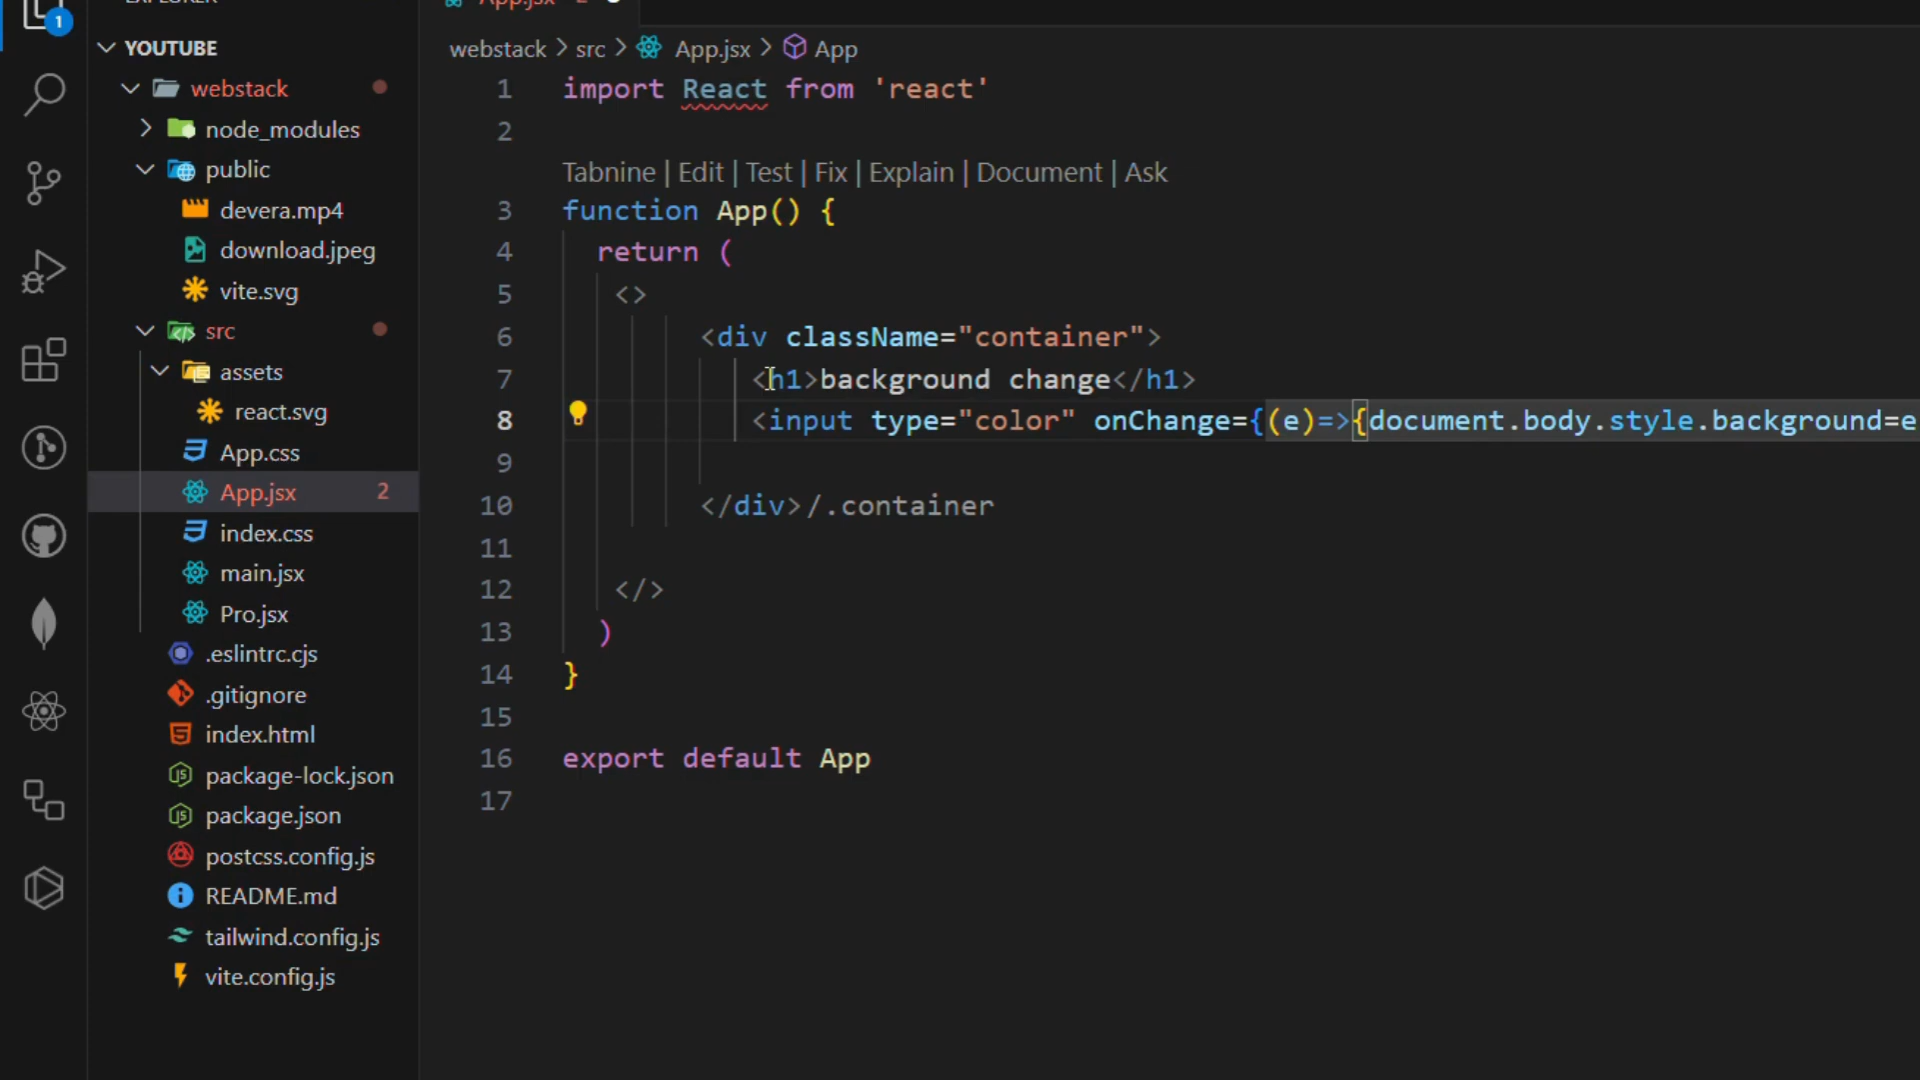 1
YOUTUBE
webstack
node_modules
public
devera.mp4
download.jpeg
vite.svg
src
assets
react.svg
App.css
App.jsx 2
index.css
main.jsx
Pro.jsx
.eslintrc.cjs
.gitignore
index.html
package-lock.json
package.json
postcss.config.js
README.md
tailwind.config.js
vite.config.js
webstack > src > App.jsx > App
1 import React from 'react'
2
Tabnine | Edit | Test | Fix | Explain | Document | Ask
3 function App() {
4 return (
5 <>
6 <div className="container">
7 <h1>background change</h1>
8 <input type="color" onChange={(e)=>{document.body.style.background=e
9
10 </div>/.container
11
12 </>
13 )
14 }
15
16 export default App
17